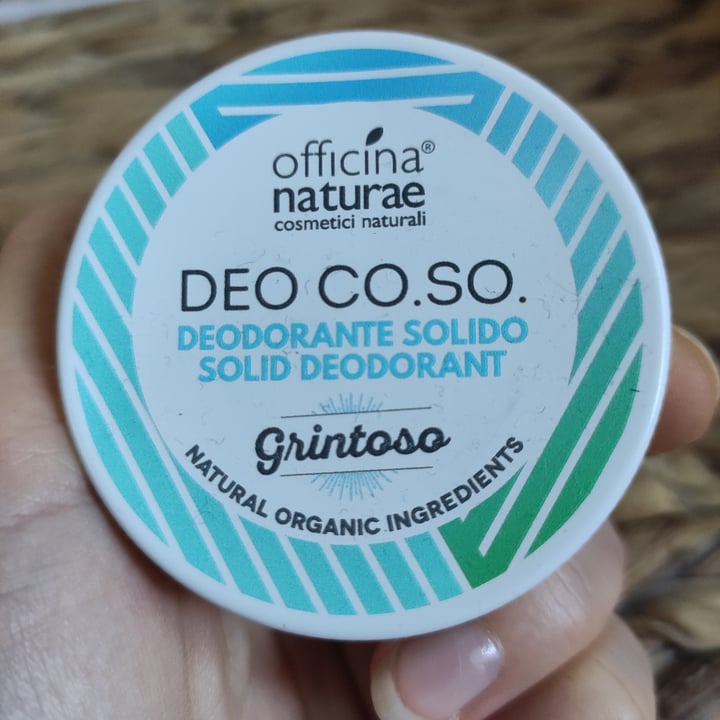 officina®
naturae
cosmetici naturali
DEO CO.SO.
DEODORANTE SOLIDO
SOLID DEODORANT
Grintoso
NATURAL ORGANIC INGREDIENTS